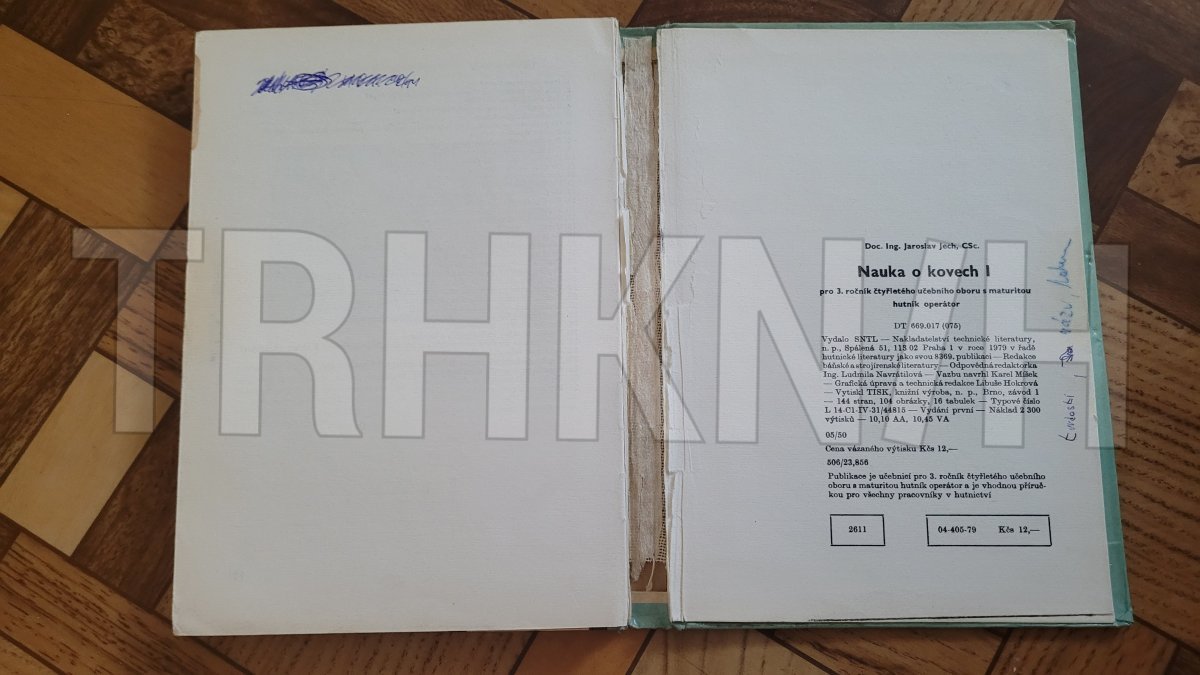 TRHKNIH
Doc. Ing. Jaroslav Jech, CSc.
Nauka o kovech I
pro 3. ročník čtyřletého učebního oboru s maturitou
hutník operátor
DT 669.017 (075)
Vydalo SNTL — Nakladatelství technické literatury,
n. p., Spálená 51, 113 02 Praha 1 v roce 1979 v řadě
hutnické literatury jako svou 8369. publikaci — Redakce
báňské a strojírenské literatury — Odpovědná redaktorka
Ing. Ludmila Navrátilová — Vazbu navrhl Karel Míšek
— Grafická úprava a technická redakce Libuše Hokrová
— Vytiskl TISK, knižní výroba, n. p., Brno, závod 1
— 144 stran, 104 obrázky, 16 tabulek — Typové číslo
L 14-C1-IV-31/44815 — Vydání první — Náklad 2 300
výtisků — 10,10 AA, 10,45 VA
05/50
Cena vázaného výtisku Kčs 12,—
506/23,856
Publikace je učebnicí pro 3. ročník čtyřletého učebního
oboru s maturitou hutník operátor a je vhodnou příruč-
kou pro všechny pracovníky v hutnictví
2611
04-405-79 Kčs 12,—